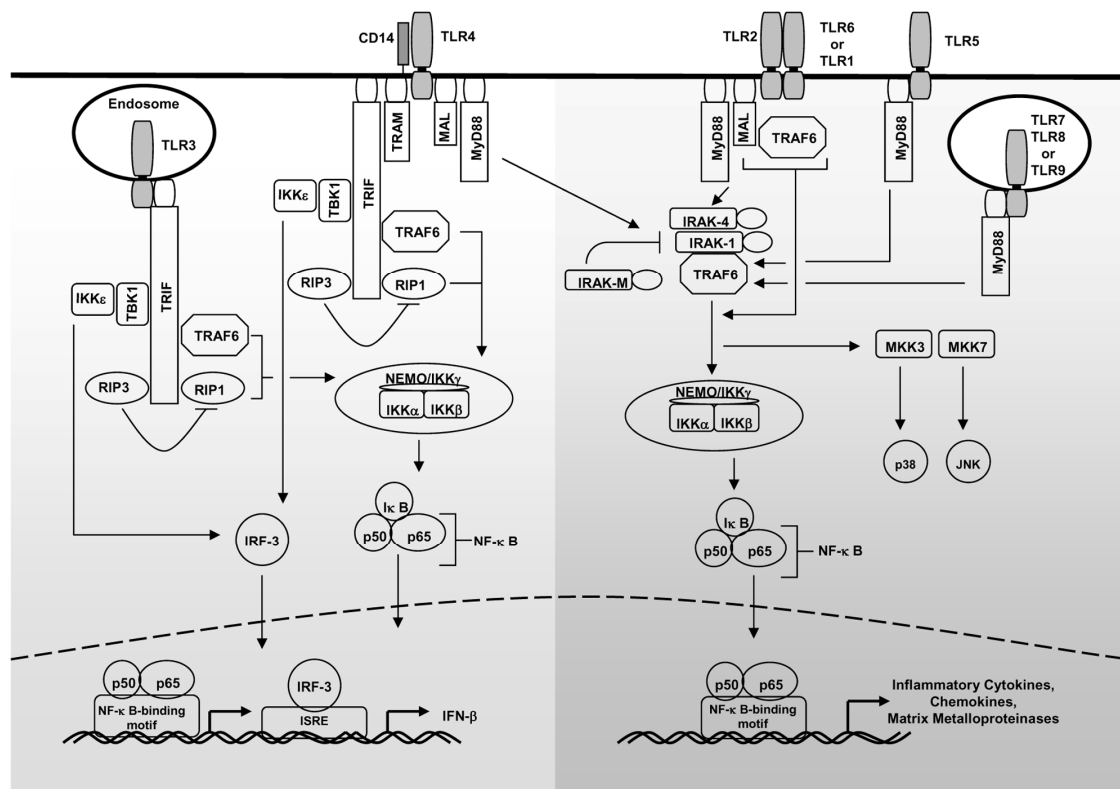 CD14
TLR4
TLR2
TLR6
or
TLR1
TLR5
Endosome
TLR3
TRIF
IKKε
TBK1
TRAF6
RIP3
RIP1
TRIF
TRAM
MAL
MyD88
IKKε
TBK1
TRAF6
RIP3
RIP1
NEMO/IKKγ
IKKα
IKKβ
Iκ B
p50
p65
NF-κ B
IRF-3
MyD88
MAL
TRAF6
MyD88
TLR7
TLR8
or
TLR9
MyD88
IRAK-4
IRAK-1
TRAF6
IRAK-M
MKK3
MKK7
p38
JNK
NEMO/IKKγ
IKKα
IKKβ
Iκ B
p50
p65
NF-κ B
p50
p65
NF-κ B-binding
motif
IRF-3
ISRE
IFN-β
p50
p65
NF-κ B-binding
motif
Inflammatory Cytokines,
Chemokines,
Matrix Metalloproteinases